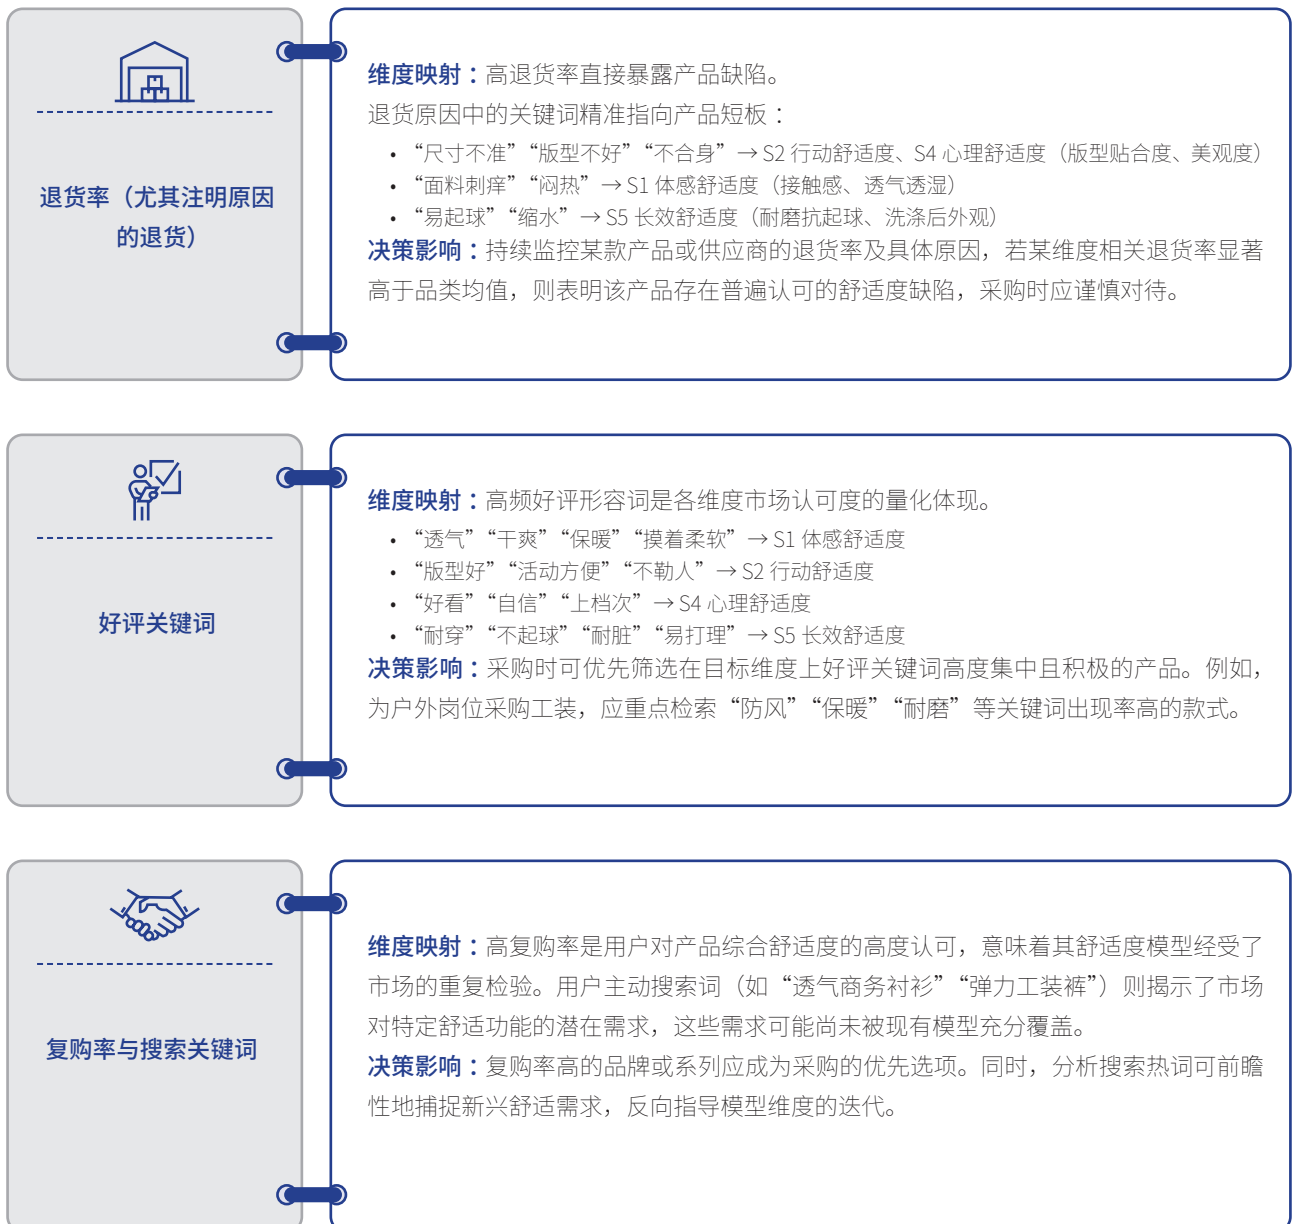 退货率（尤其注明原因
的退货）
维度映射：高退货率直接暴露产品缺陷。
退货原因中的关键词精准指向产品短板：
• “尺寸不准”“版型不好”“不合身”→ S2 行动舒适度、S4 心理舒适度（版型贴合度、美观度）
• “面料刺痒”“闷热”→ S1 体感舒适度（接触感、透气透湿）
• “易起球”“缩水”→ S5 长效舒适度（耐磨抗起球、洗涤后外观）
决策影响：持续监控某款产品或供应商的退货率及具体原因，若某维度相关退货率显著
高于品类均值，则表明该产品存在普遍认可的舒适度缺陷，采购时应谨慎对待。
好评关键词
维度映射：高频好评形容词是各维度市场认可度的量化体现。
• “透气”“干爽”“保暖”“摸着柔软”→ S1 体感舒适度
• “版型好”“活动方便”“不勒人”→ S2 行动舒适度
• “好看”“自信”“上档次”→ S4 心理舒适度
• “耐穿”“不起球”“耐脏”“易打理”→ S5 长效舒适度
决策影响：采购时可优先筛选在目标维度上好评关键词高度集中且积极的产品。例如，
为户外岗位采购工装，应重点检索“防风”“保暖”“耐磨”等关键词出现率高的款式。
复购率与搜索关键词
维度映射：高复购率是用户对产品综合舒适度的高度认可，意味着其舒适度模型经受了
市场的重复检验。用户主动搜索词（如“透气商务衬衫”“弹力工装裤”）则揭示了市场
对特定舒适功能的潜在需求，这些需求可能尚未被现有模型充分覆盖。
决策影响：复购率高的品牌或系列应成为采购的优先选项。同时，分析搜索热词可前瞻
性地捕捉新兴舒适需求，反向指导模型维度的迭代。